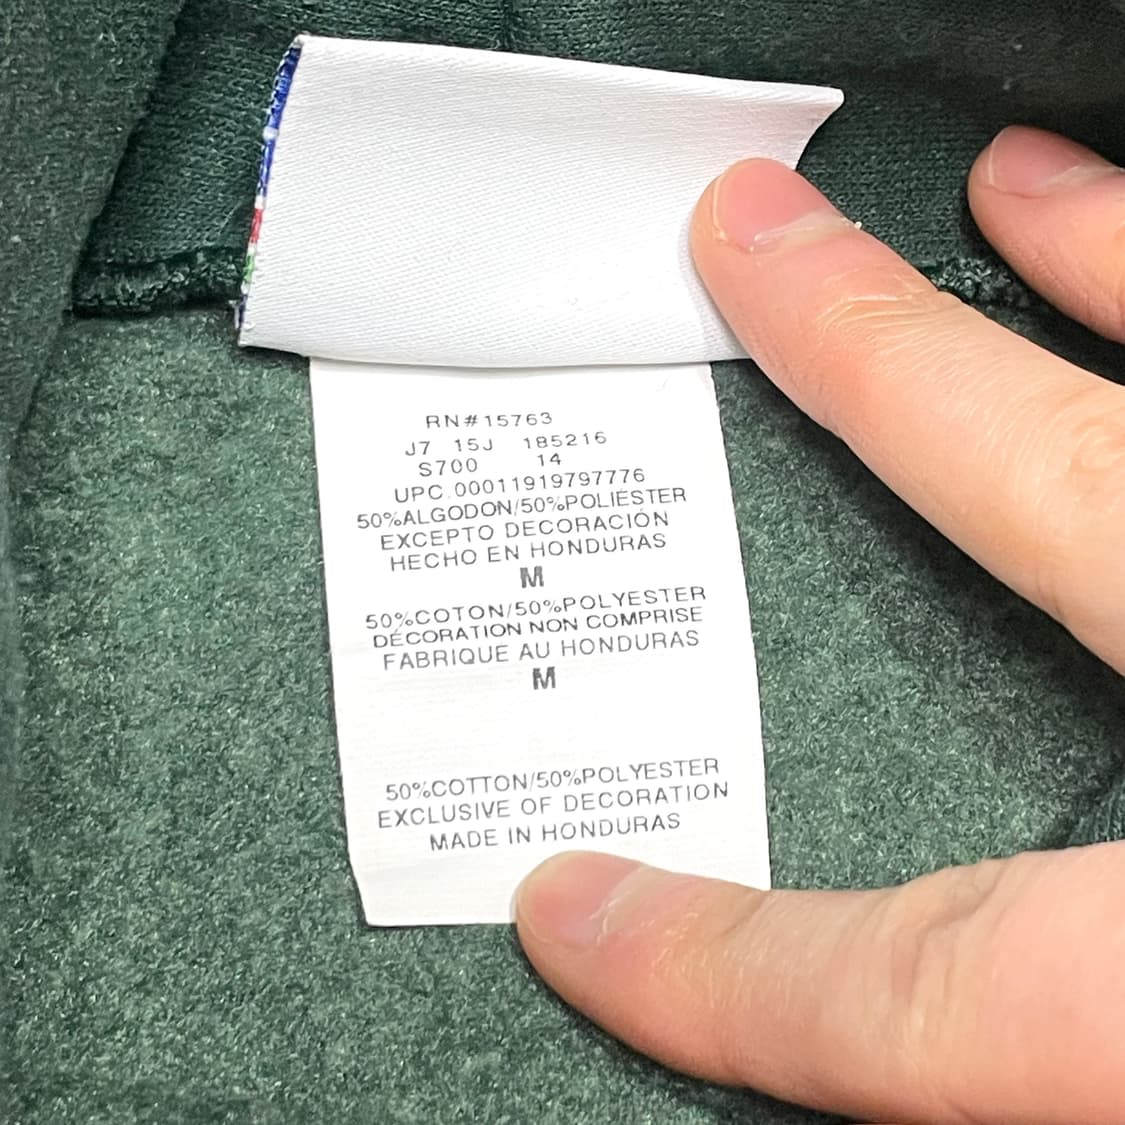 RN#15763
J7 15J 185216
S700 14
UPC.00011919797776
50%ALGODON/50%POLIÉSTER
EXCEPTO DECORACIÓN
HECHO EN HONDURAS
M
50%COTON/50%POLYESTER
DÉCORATION NON COMPRISE
FABRIQUE AU HONDURAS
M
50%COTTON/50%POLYESTER
EXCLUSIVE OF DECORATION
MADE IN HONDURAS